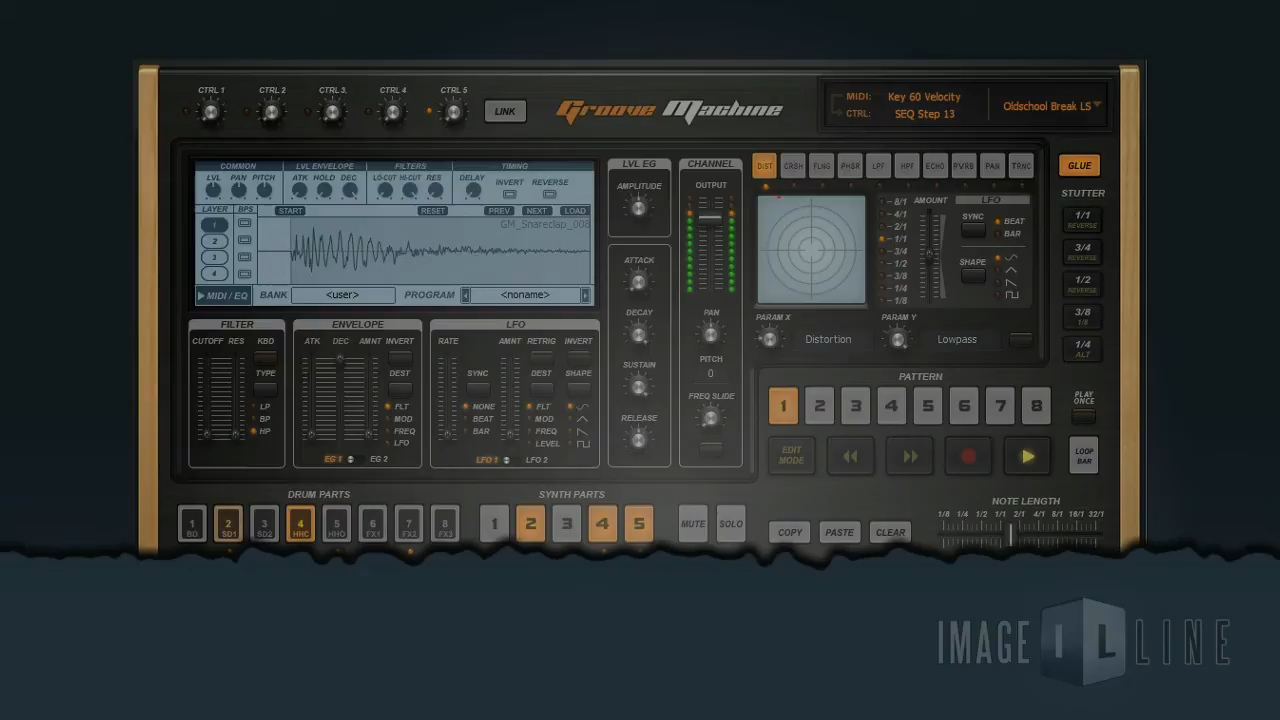 CTRL 1 CTRL 2 CTRL 3 CTRL 4 CTRL 5
LINK
Groove Machine
MIDI: Key 60 Velocity
CTRL: SEQ Step 13
Oldschool Break LS
COMMON LVL ENVELOPE FILTERS TIMING
LVL PAN PITCH ATK HOLD DEC LO-CUT HI-CUT RES DELAY INVERT REVERSE
LAYER BPS START RESET PREV NEXT LOAD
GM_Snareclap_008
1
2
3
4
MIDI / EQ BANK <user> PROGRAM <noname>
LVL EG
AMPLITUDE
ATTACK
DECAY
SUSTAIN
RELEASE
CHANNEL
OUTPUT
PAN
PITCH
0
FREQ SLIDE
DIST CRSH FLNG PHSR LPF HPF ECHO RVRB PAN TRNC
8/1
4/1
2/1
1/1
3/4
1/2
3/8
1/4
1/8
AMOUNT LFO
SYNC BEAT
BAR
SHAPE
PARAM X Distortion
PARAM Y Lowpass
GLUE
STUTTER
1/1
REVERSE
3/4
REVERSE
1/2
REVERSE
3/8
1/8
1/4
ALT
FILTER
CUTOFF RES KBD
TYPE
LP
BP
HP
ENVELOPE
ATK DEC AMNT INVERT
DEST
FLT
MOD
FREQ
LFO
EG 1 EG 2
LFO
RATE AMNT RETRIG INVERT
SYNC DEST SHAPE
NONE FLT
BEAT MOD
BAR FREQ
LEVEL
LFO 1 LFO 2
PATTERN
1 2 3 4 5 6 7 8
PLAY
ONCE
EDIT
MODE
LOOP
BAR
DRUM PARTS
1 2 3 4 5 6 7 8
BD SD1 SD2 HHC HHO FX1 FX2 FX3
SYNTH PARTS
1 2 3 4 5
MUTE SOLO
COPY PASTE CLEAR
NOTE LENGTH
1/8 1/4 1/2 1/1 2/1 4/1 8/1 16/1 32/1
IMAGE IL LINE